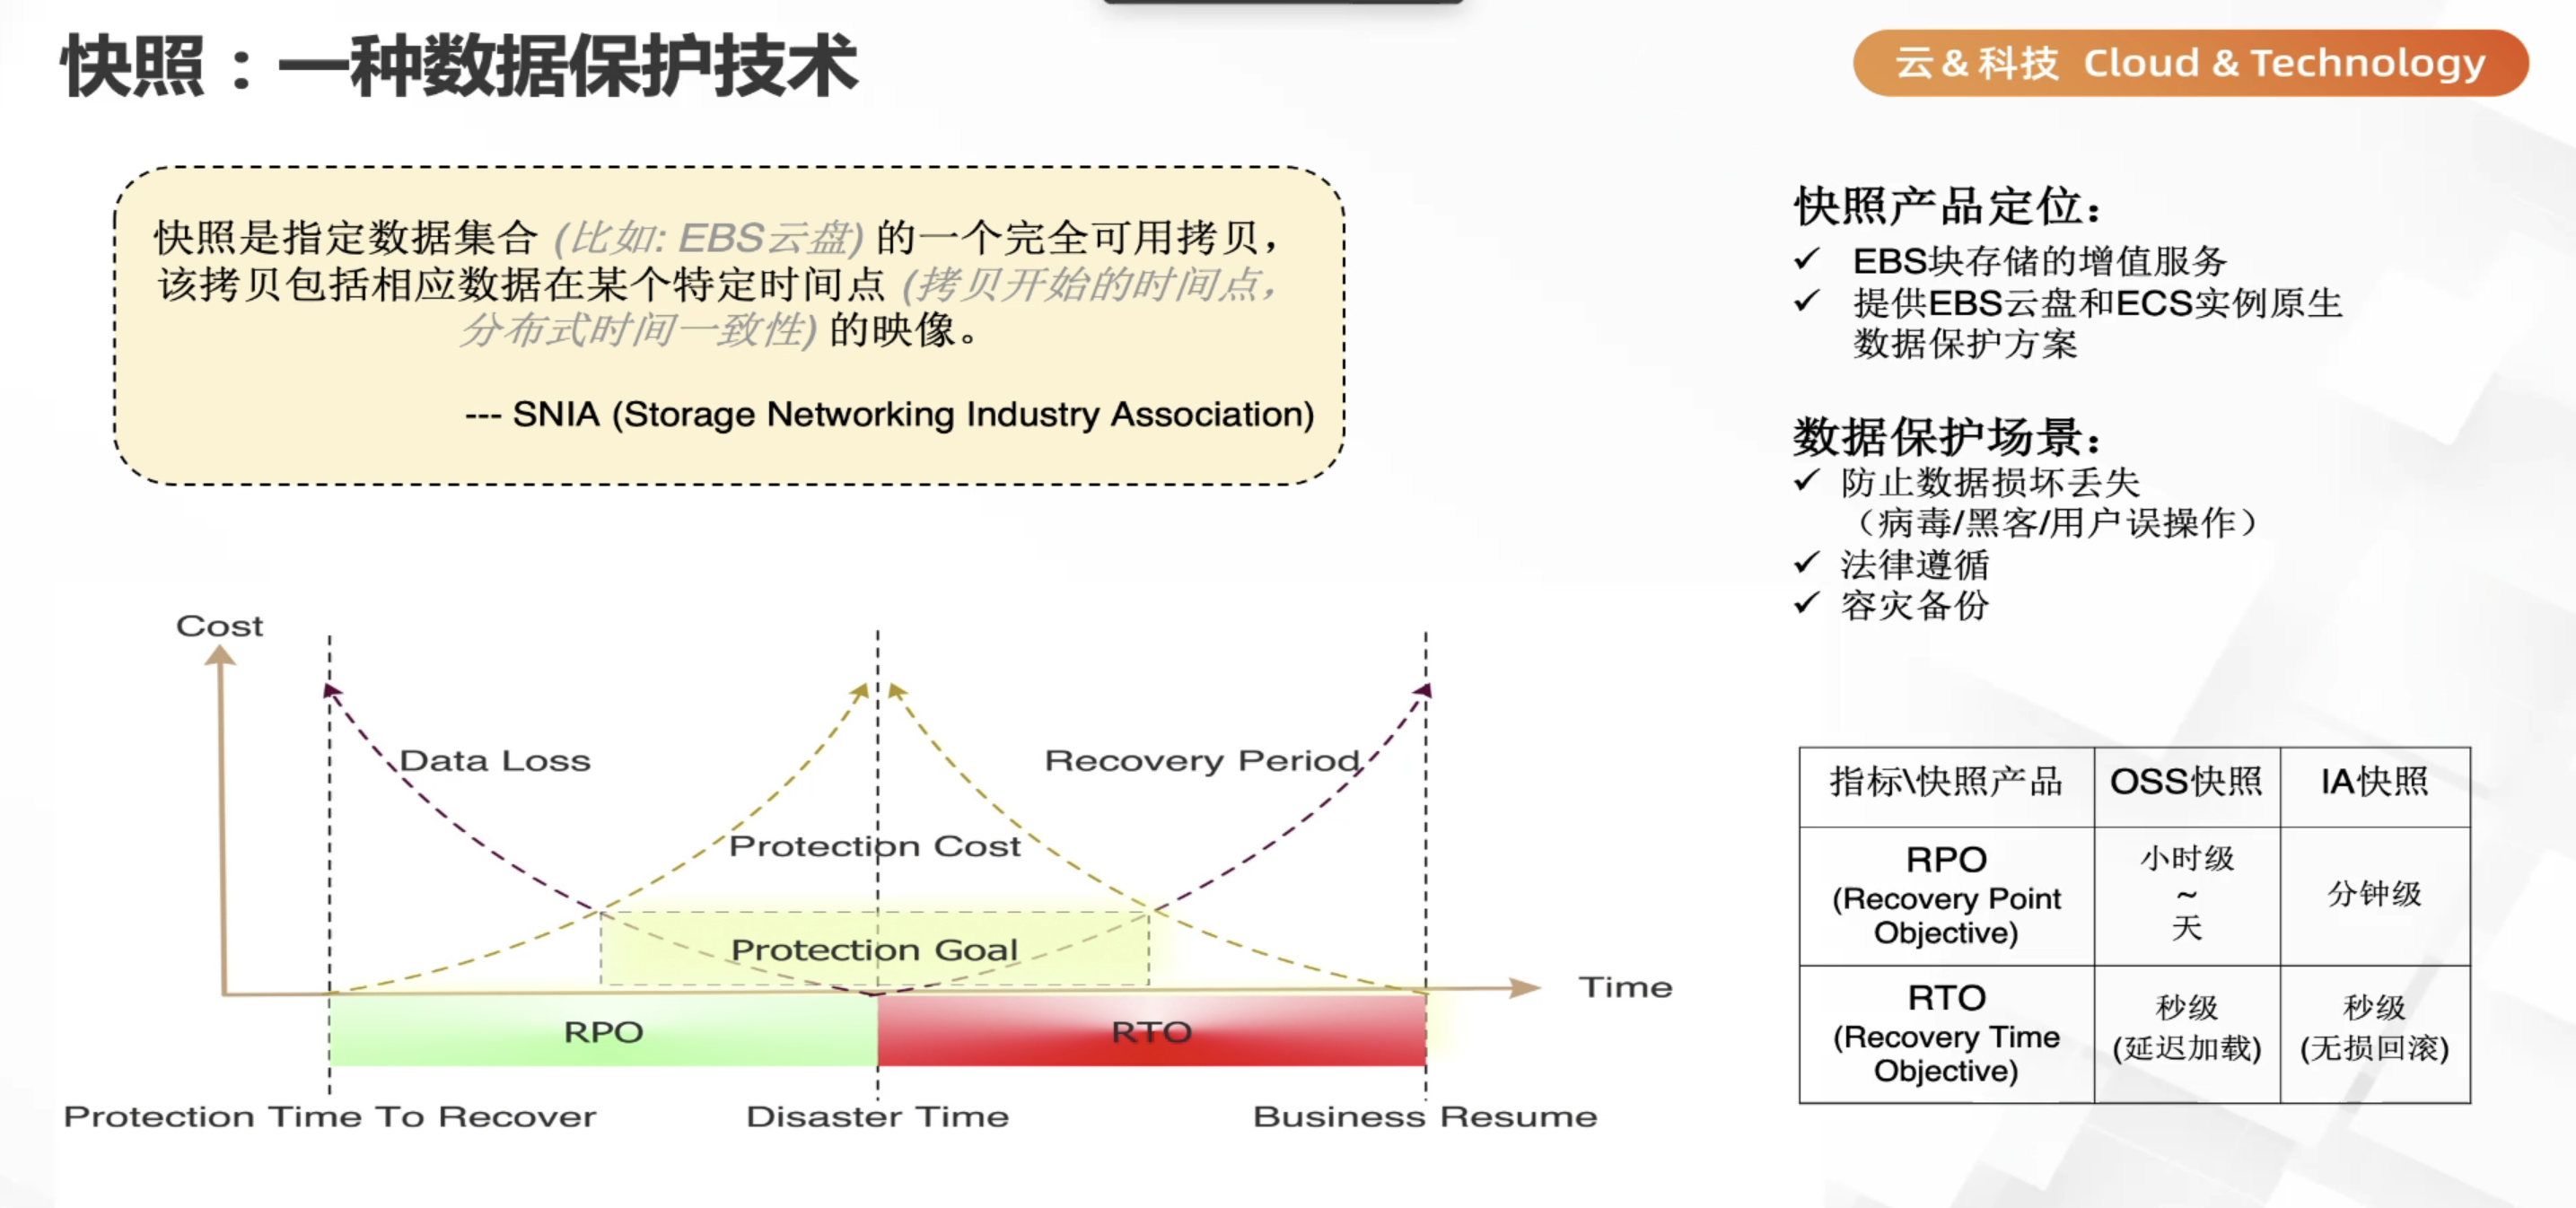 快照：一种数据保护技术
云&科技 Cloud & Technology
快照是指定数据集合 (比如: EBS云盘) 的一个完全可用拷贝，
该拷贝包括相应数据在某个特定时间点 (拷贝开始的时间点，
分布式时间一致性) 的映像。
--- SNIA (Storage Networking Industry Association)
快照产品定位：
✓ EBS块存储的增值服务
✓ 提供EBS云盘和ECS实例原生
数据保护方案
数据保护场景：
✓ 防止数据损坏丢失
（病毒/黑客/用户误操作）
✓ 法律遵循
✓ 容灾备份
Cost
Data Loss
Recovery Period
Protection Cost
Protection Goal
Time
RPO
RTO
Protection Time To Recover
Disaster Time
Business Resume
指标\快照产品
OSS快照
IA快照
RPO
(Recovery Point
Objective)
小时级
~
天
分钟级
RTO
(Recovery Time
Objective)
秒级
(延迟加载)
秒级
(无损回滚)